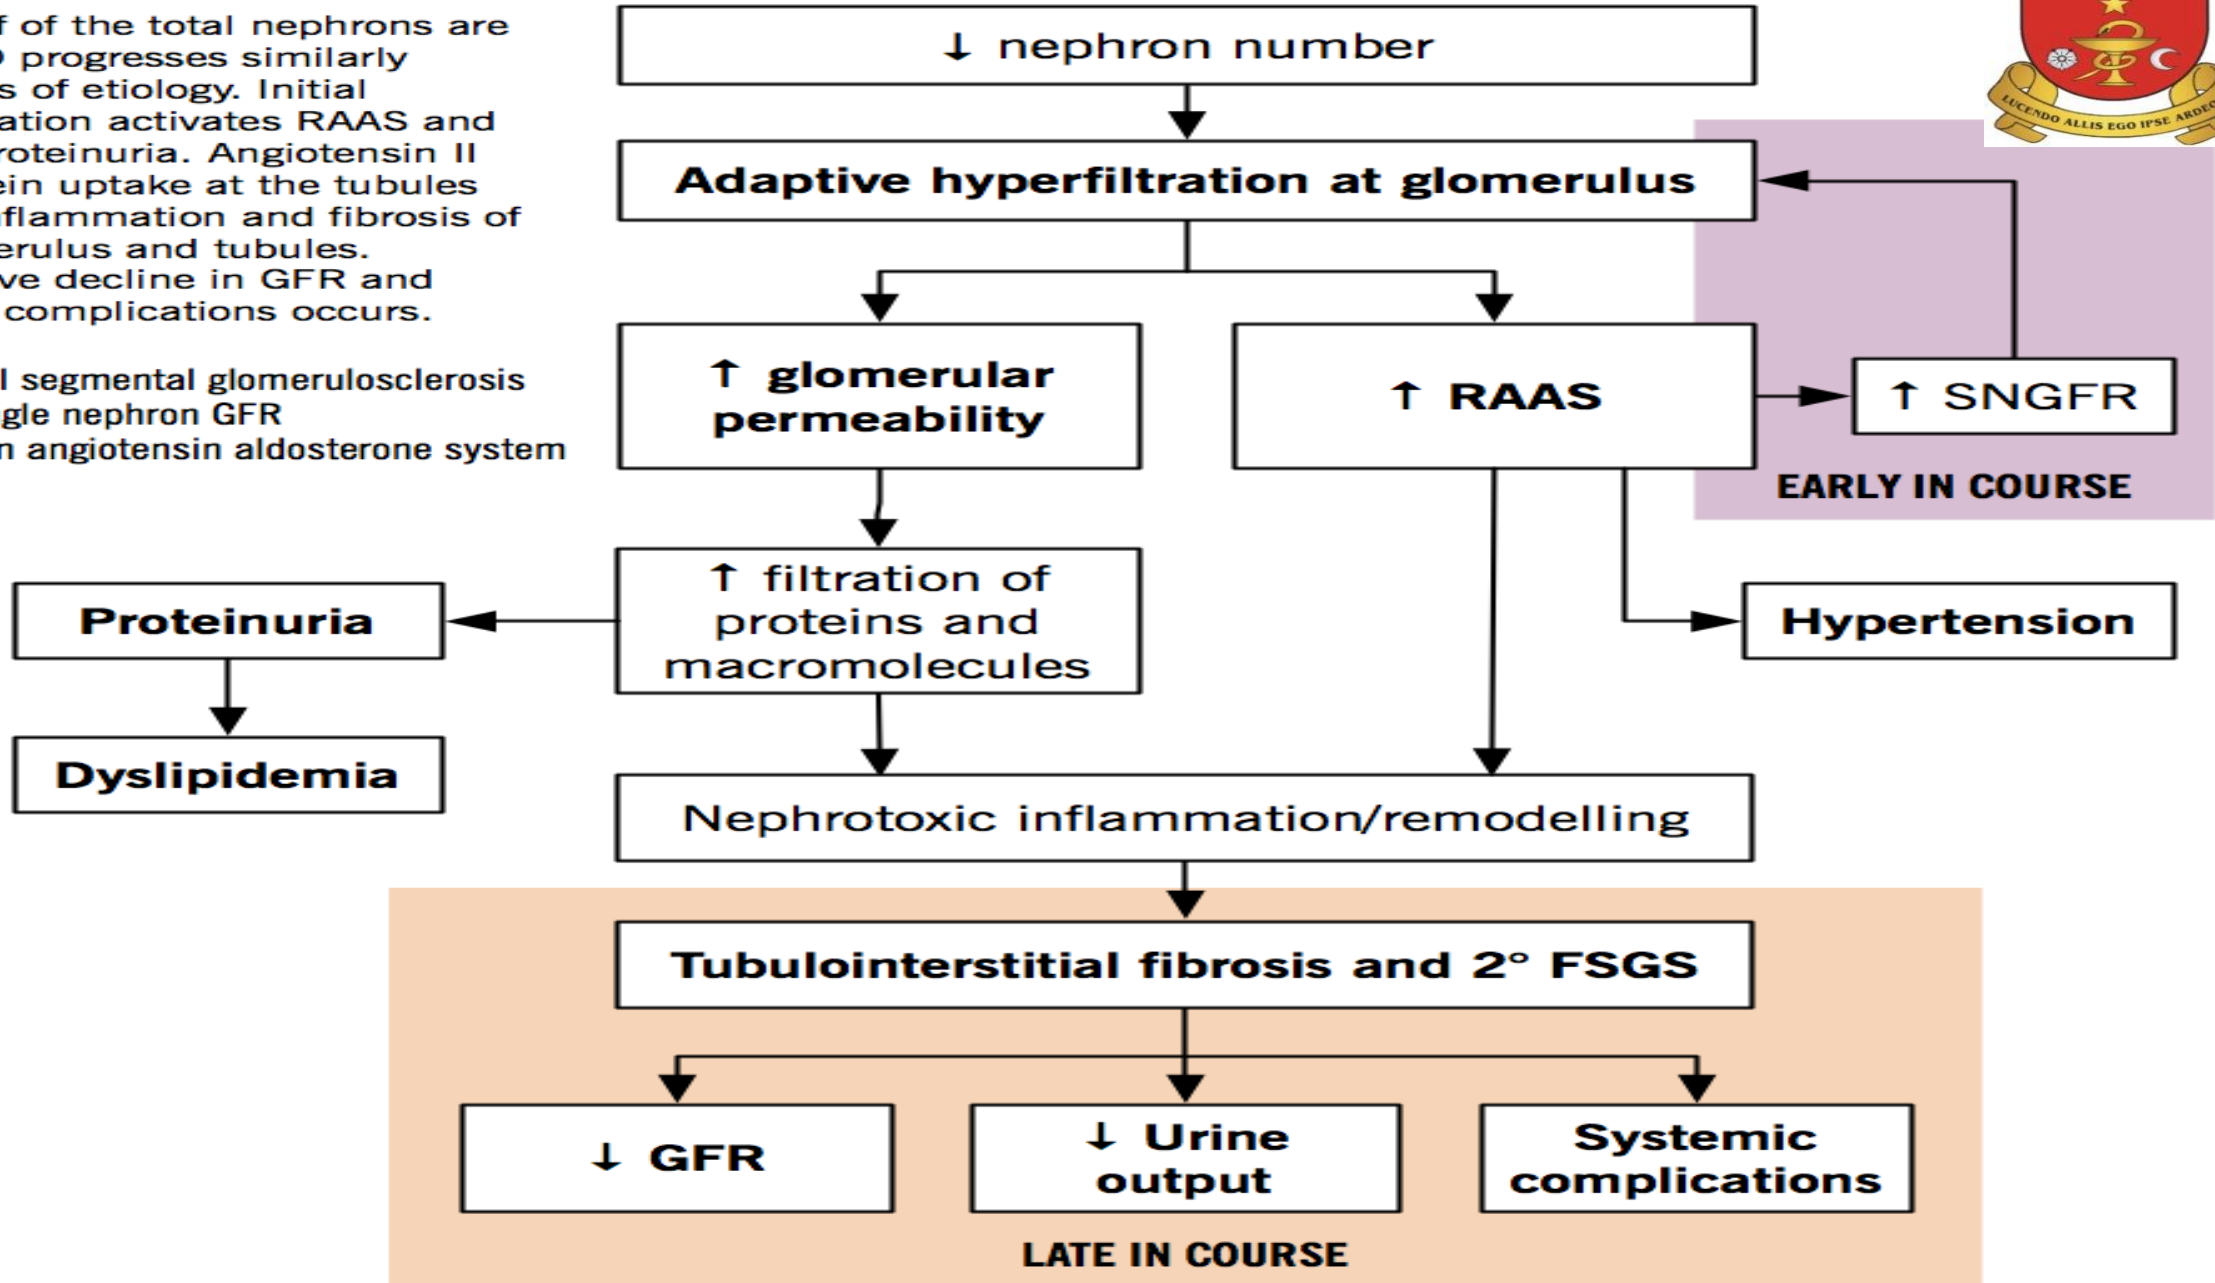 f of the total nephrons are
progresses similarly
s of etiology. Initial
ation activates RAAS and
roteinuria. Angiotensin II
ein uptake at the tubules
nflammation and fibrosis of
erulus and tubules.
ve decline in GFR and
complications occurs.
l segmental glomerulosclerosis
gle nephron GFR
n angiotensin aldosterone system
↓ nephron number
LUCENDO ALLIS EGO IPSE ARDEO
Adaptive hyperfiltration at glomerulus
↑ glomerular
permeability
↑ RAAS
↑ SNGFR
EARLY IN COURSE
↑ filtration of
proteins and
macromolecules
Proteinuria
Hypertension
Dyslipidemia
Nephrotoxic inflammation/remodelling
Tubulointerstitial fibrosis and 2° FSGS
↓ GFR
↓ Urine
output
Systemic
complications
LATE IN COURSE